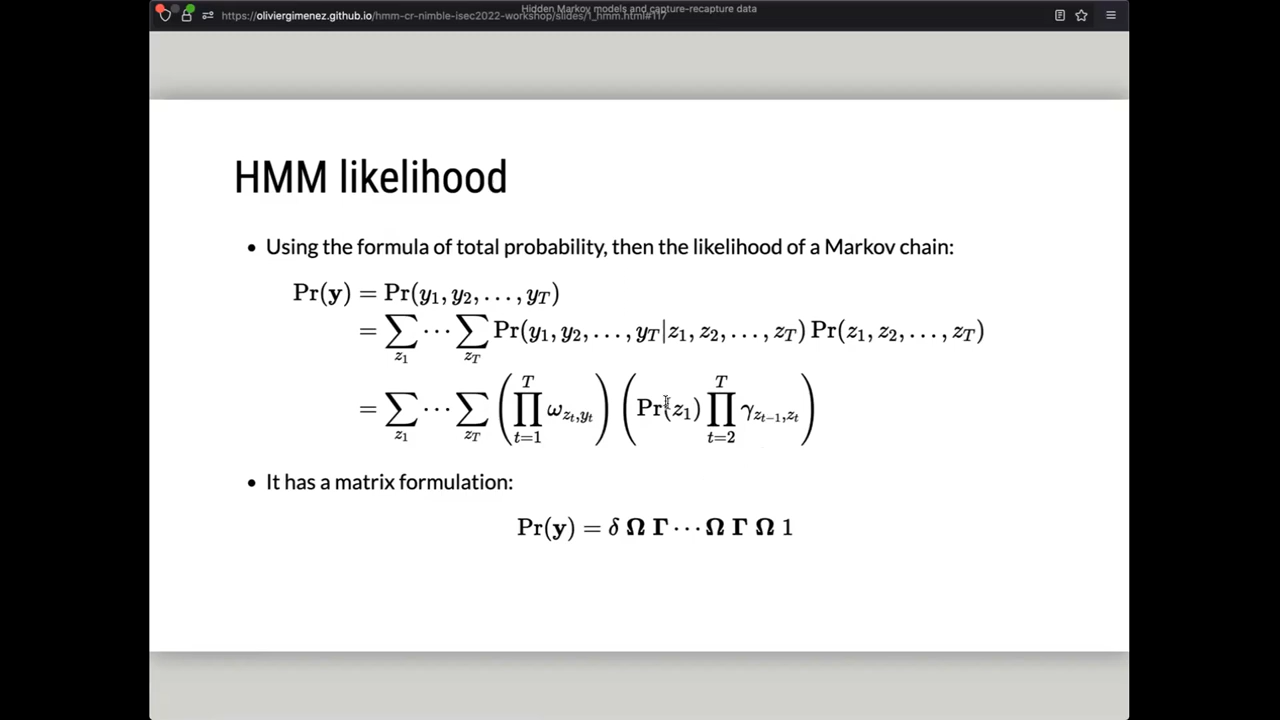 Hidden Markov models and capture-recapture data
https://oliviergimenez.github.io/hmm-cr-nimble-isec2022-workshop/slides/1_hmm.html#117
HMM likelihood
• Using the formula of total probability, then the likelihood of a Markov chain:
Pr(y) = Pr(y₁, y₂, …, y_T)
= ∑_{z₁} ⋯ ∑_{z_T} Pr(y₁, y₂, …, y_T|z₁, z₂, …, z_T) Pr(z₁, z₂, …, z_T)
= ∑_{z₁} ⋯ ∑_{z_T} (∏_{t=1}^{T} ω_{z_t,y_t}) (Pr(z₁) ∏_{t=2}^{T} γ_{z_{t−1},z_t})
• It has a matrix formulation:
Pr(y) = δ Ω Γ ⋯ Ω Γ Ω 1